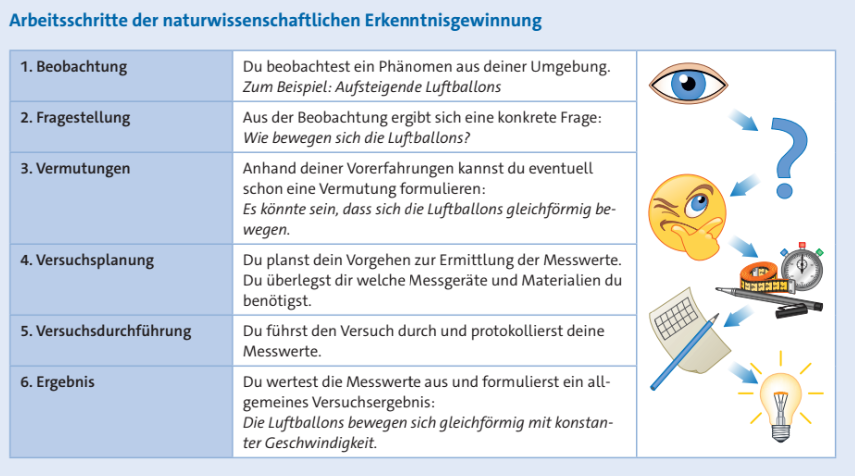 Arbeitsschritte der naturwissenschaftlichen Erkenntnisgewinnung
1. Beobachtung
Du beobachtest ein Phänomen aus deiner Umgebung.
Zum Beispiel: Aufsteigende Luftballons
2. Fragestellung
Aus der Beobachtung ergibt sich eine konkrete Frage:
Wie bewegen sich die Luftballons?
3. Vermutungen
Anhand deiner Vorerfahrungen kannst du eventuell
schon eine Vermutung formulieren:
Es könnte sein, dass sich die Luftballons gleichförmig be-
wegen.
4. Versuchsplanung
Du planst dein Vorgehen zur Ermittlung der Messwerte.
Du überlegst dir welche Messgeräte und Materialien du
benötigst.
5. Versuchsdurchführung
Du führst den Versuch durch und protokollierst deine
Messwerte.
6. Ergebnis
Du wertest die Messwerte aus und formulierst ein all-
gemeines Versuchsergebnis:
Die Luftballons bewegen sich gleichförmig mit konstan-
ter Geschwindigkeit.
?